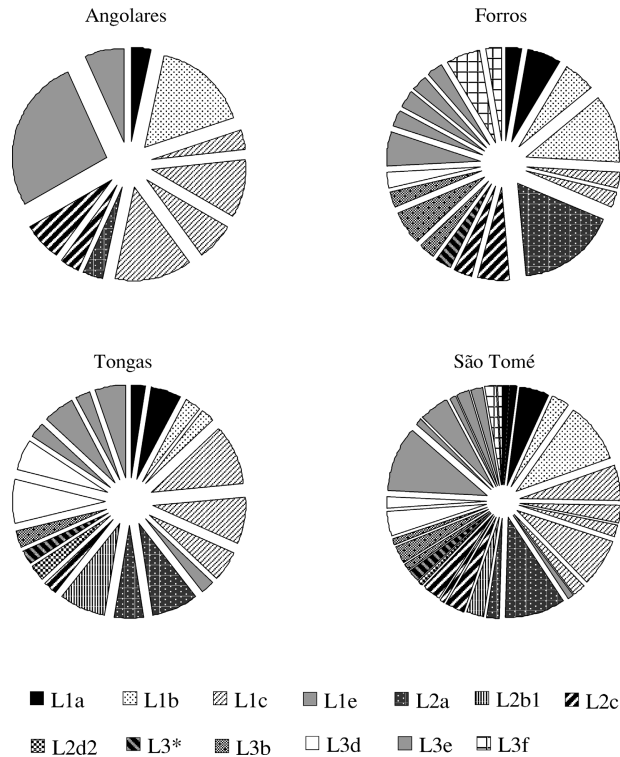 Angolares
Forros
Tongas
São Tomé
L1a L1b L1c L1e L2a L2b1 L2c
L2d2 L3* L3b L3d L3e L3f